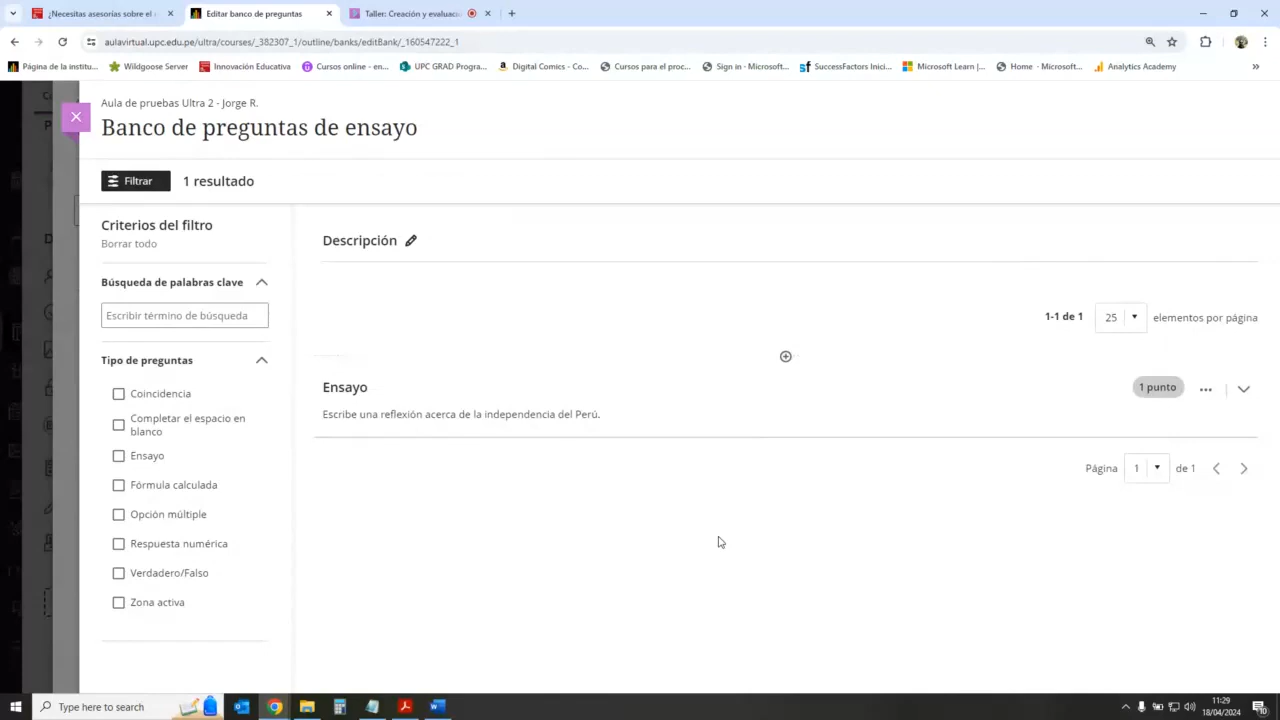 ¿Necesitas asesorías sobre el
Editar banco de preguntas
Taller: Creación y evaluac
aulavirtual.upc.edu.pe/ultra/courses/_382307_1/outline/banks/editBank/_160547222_1
Página de la institu...
Wildgoose Server
Innovación Educativa
Cursos online - en...
UPC GRAD Progra...
Digital Comics - Co...
Cursos para el proc...
Sign in - Microsoft...
SuccessFactors Inici...
Microsoft Learn |...
Home - Microsoft...
Analytics Academy
Aula de pruebas Ultra 2 - Jorge R.
Banco de preguntas de ensayo
Filtrar
1 resultado
Criterios del filtro
Borrar todo
Descripción
Búsqueda de palabras clave
Escribir término de búsqueda
1-1 de 1
25
elementos por página
Tipo de preguntas
Coincidencia
Completar el espacio en
blanco
Ensayo
Fórmula calculada
Opción múltiple
Respuesta numérica
Verdadero/Falso
Zona activa
Ensayo
1 punto
Escribe una reflexión acerca de la independencia del Perú.
Página
1
de 1
Type here to search
11:29
18/04/2024